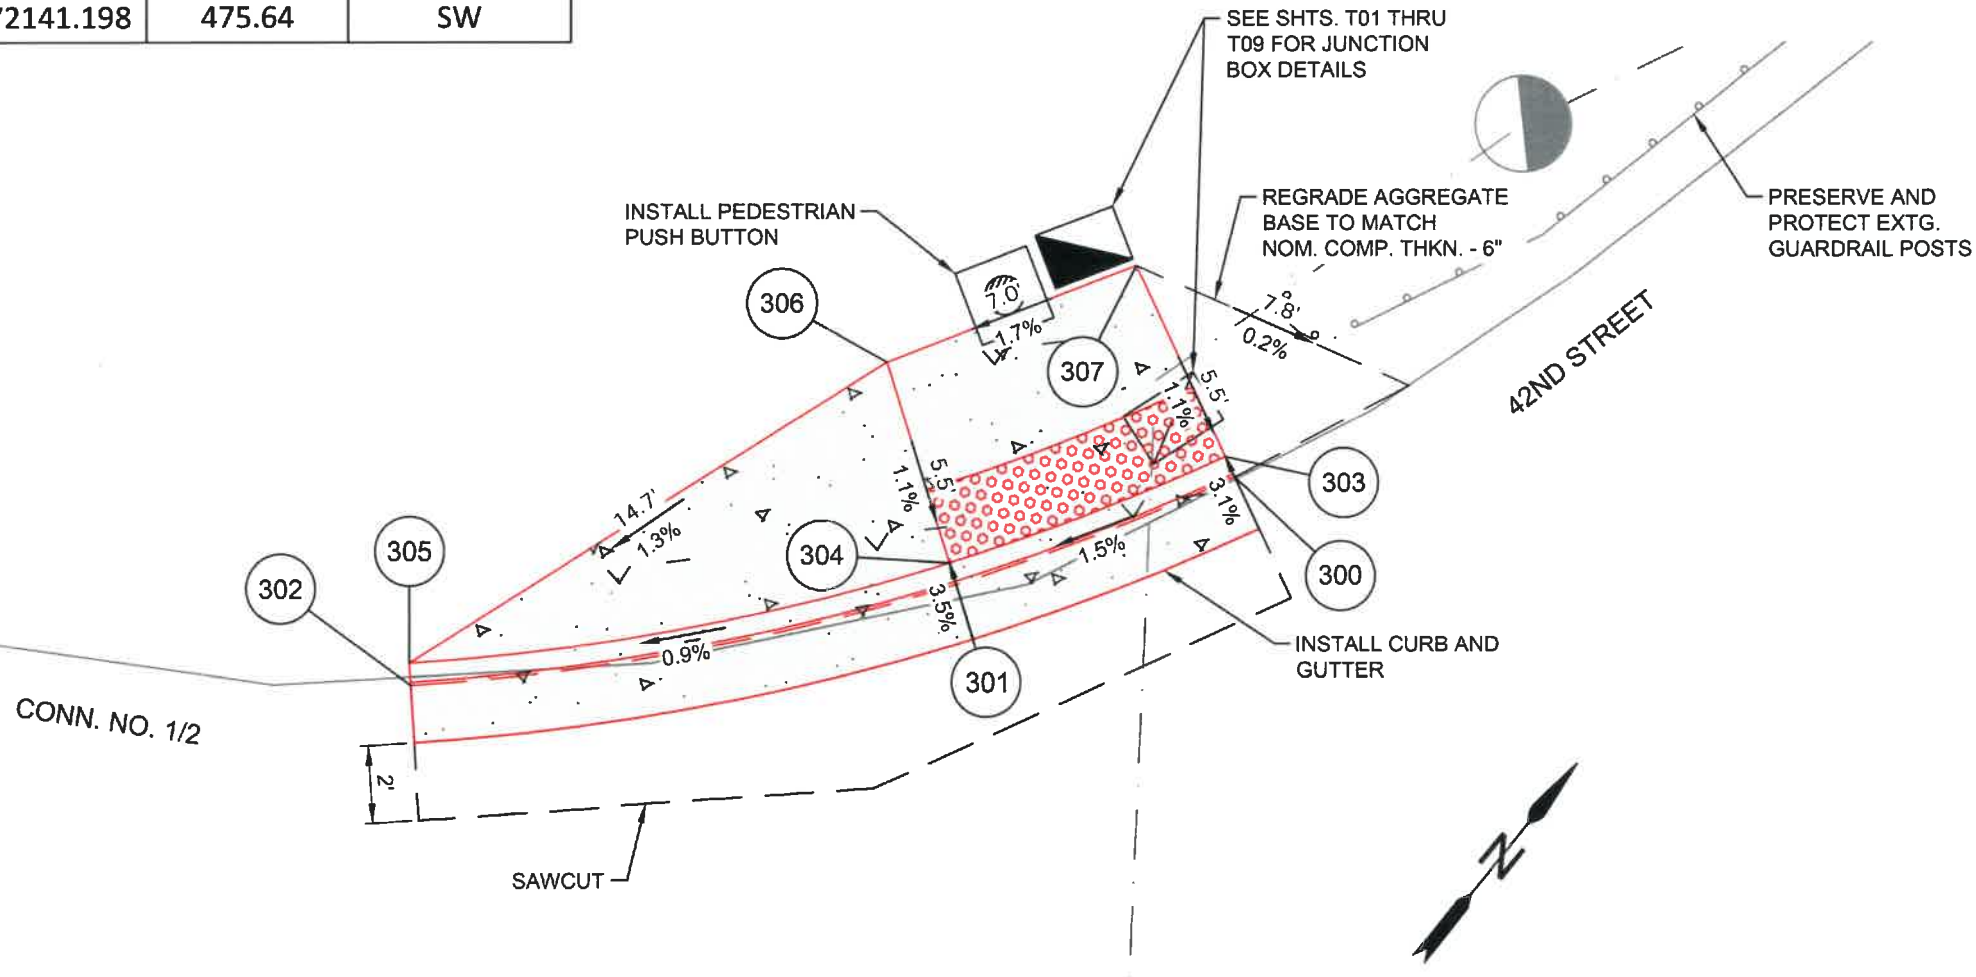 72141.198 475.64 SW
SEE SHTS. T01 THRU
T09 FOR JUNCTION
BOX DETAILS
INSTALL PEDESTRIAN
PUSH BUTTON
REGRADE AGGREGATE
BASE TO MATCH
NOM. COMP. THKN. - 6"
PRESERVE AND
PROTECT EXTG.
GUARDRAIL POSTS
306
7.0'
1.7%
307
7.8'
0.2%
42ND STREET
5.5'
1.1%
5.5'
1.1%
303
3.1%
14.7'
1.3%
305
304
1.5%
300
302
3.5%
0.9%
301
INSTALL CURB AND
GUTTER
CONN. NO. 1/2
2'
SAWCUT
N